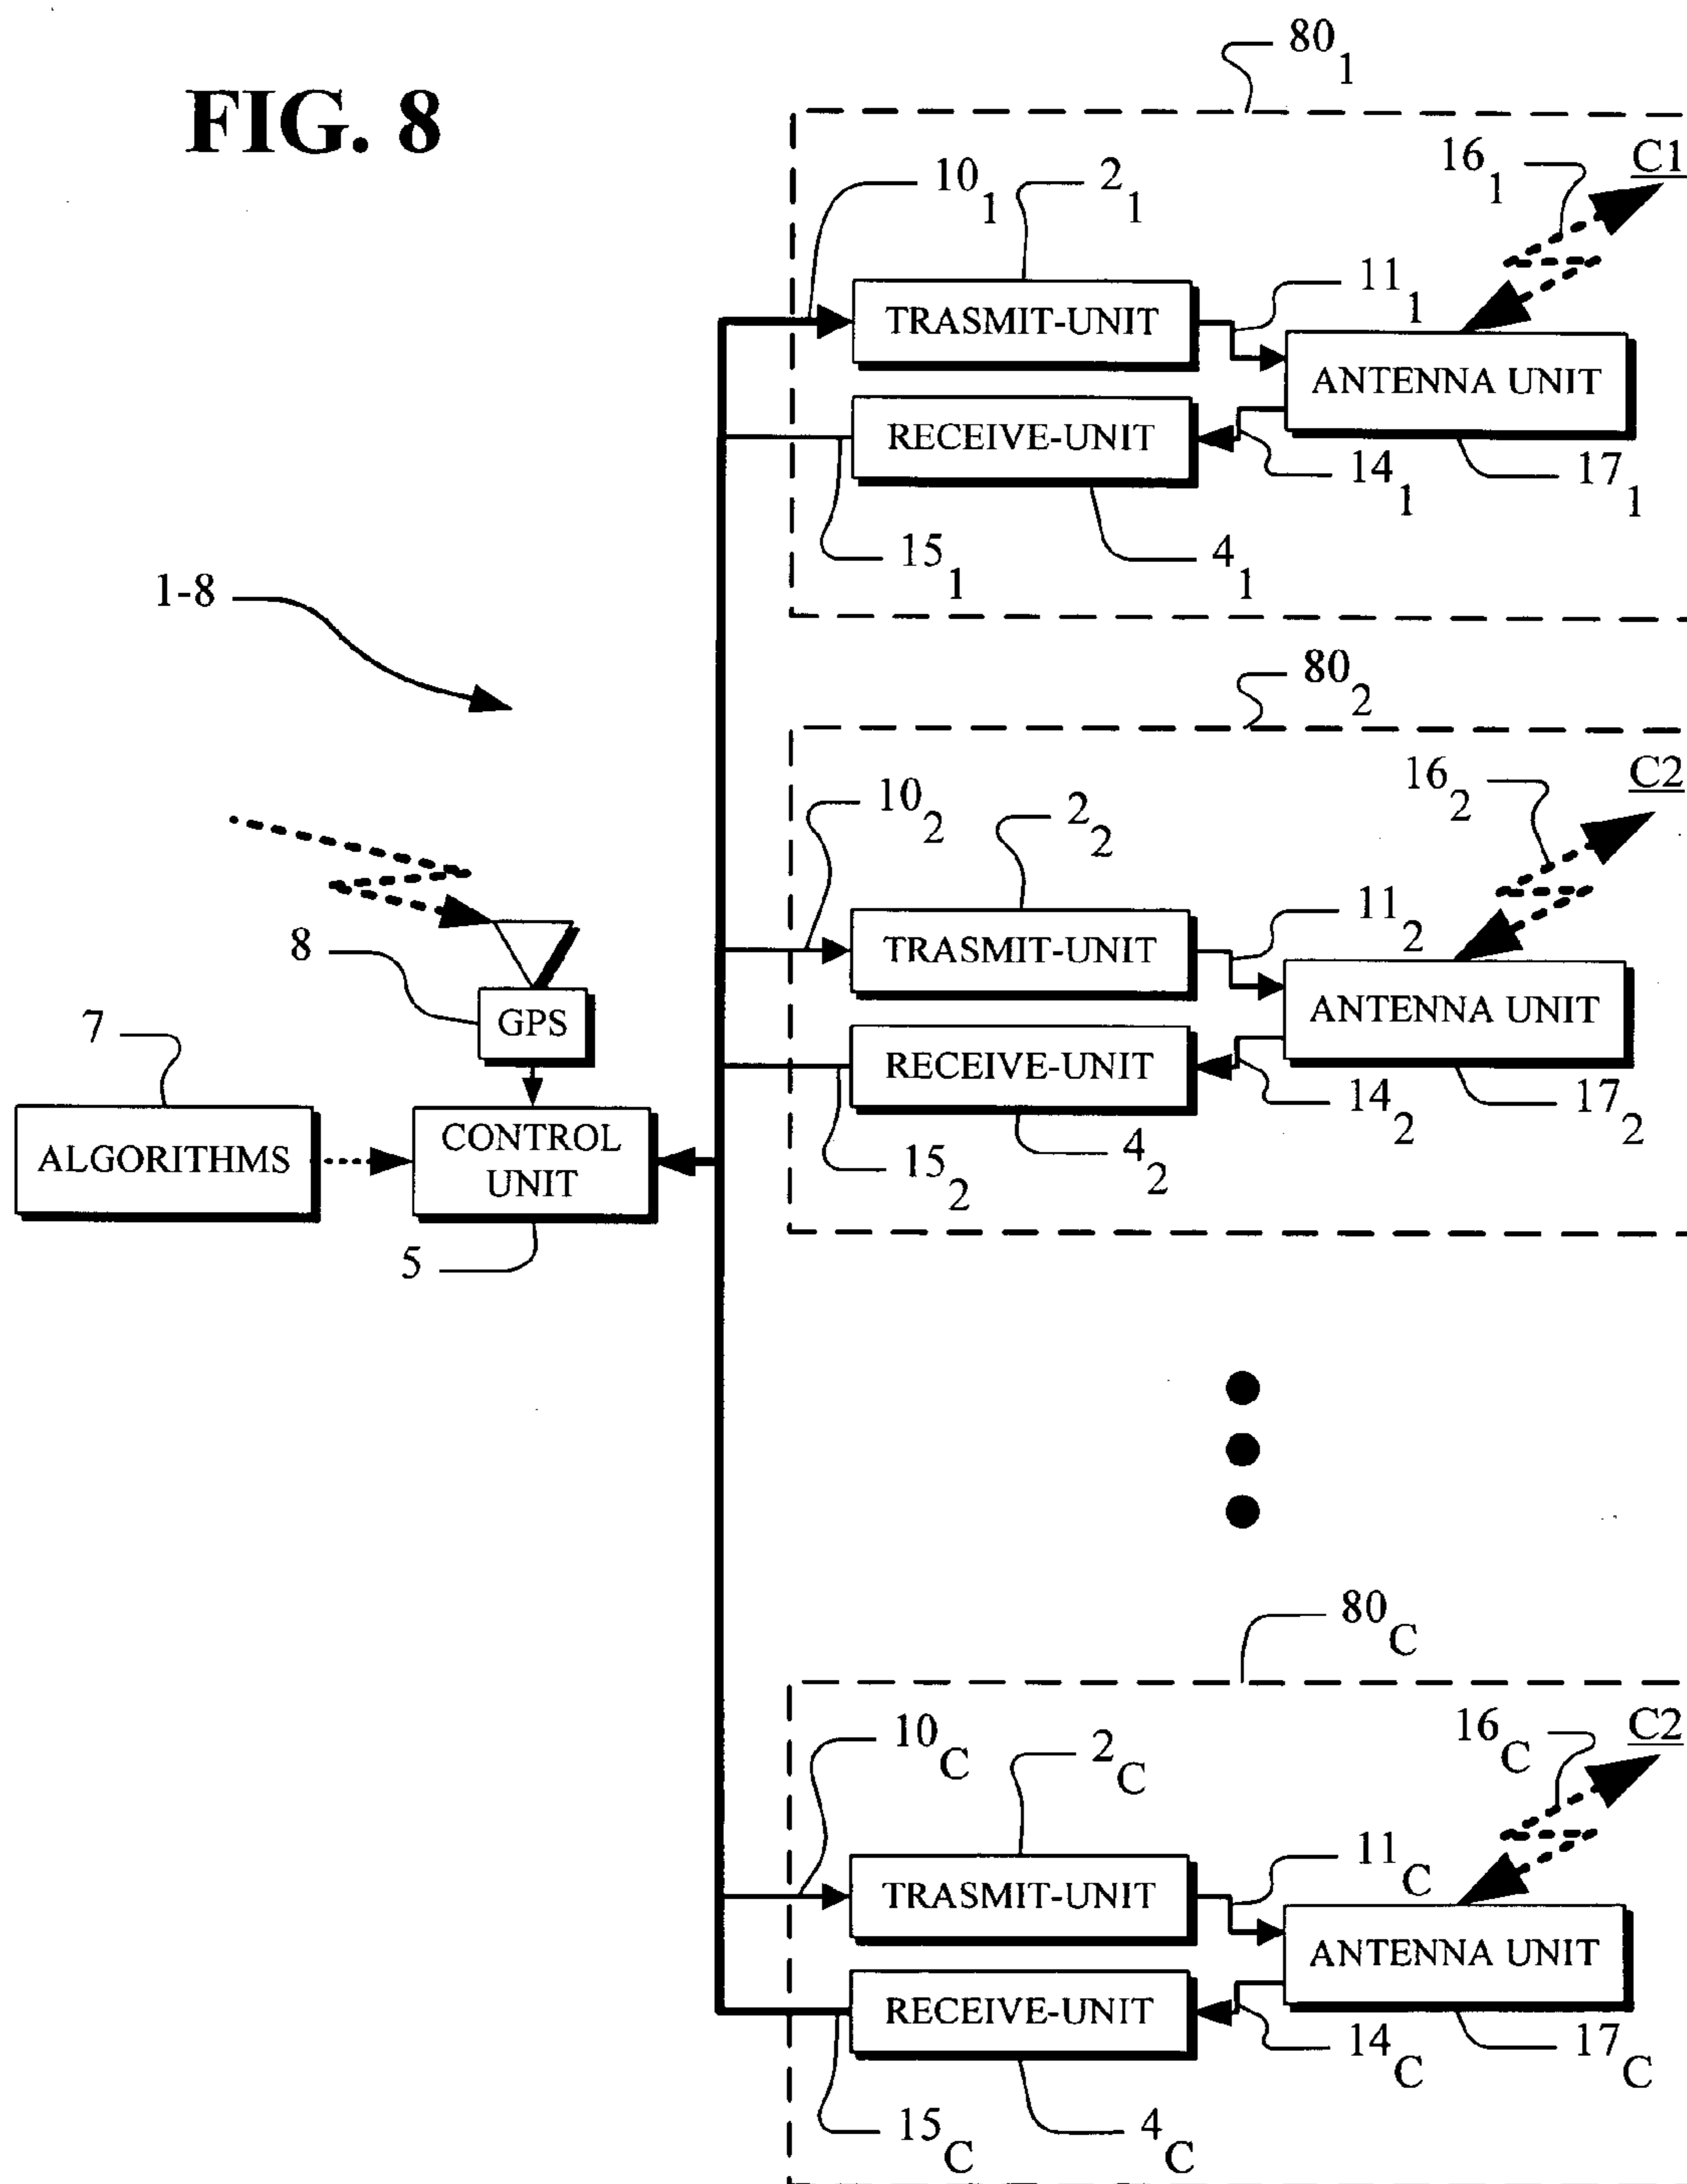 FIG. 8
80 1
10 1
2 1
16 1
C1
TRASMIT-UNIT
11 1
ANTENNA UNIT
RECEIVE-UNIT
14 1
17 1
15 1
4 1
1-8
80 2
10 2
2 2
16 2
C2
TRASMIT-UNIT
11 2
ANTENNA UNIT
RECEIVE-UNIT
14 2
17 2
15 2
4 2
8
GPS
7
ALGORITHMS
CONTROL
UNIT
5
80 C
10 C
2 C
16 C
C2
TRASMIT-UNIT
11 C
ANTENNA UNIT
RECEIVE-UNIT
14 C
17 C
15 C
4 C